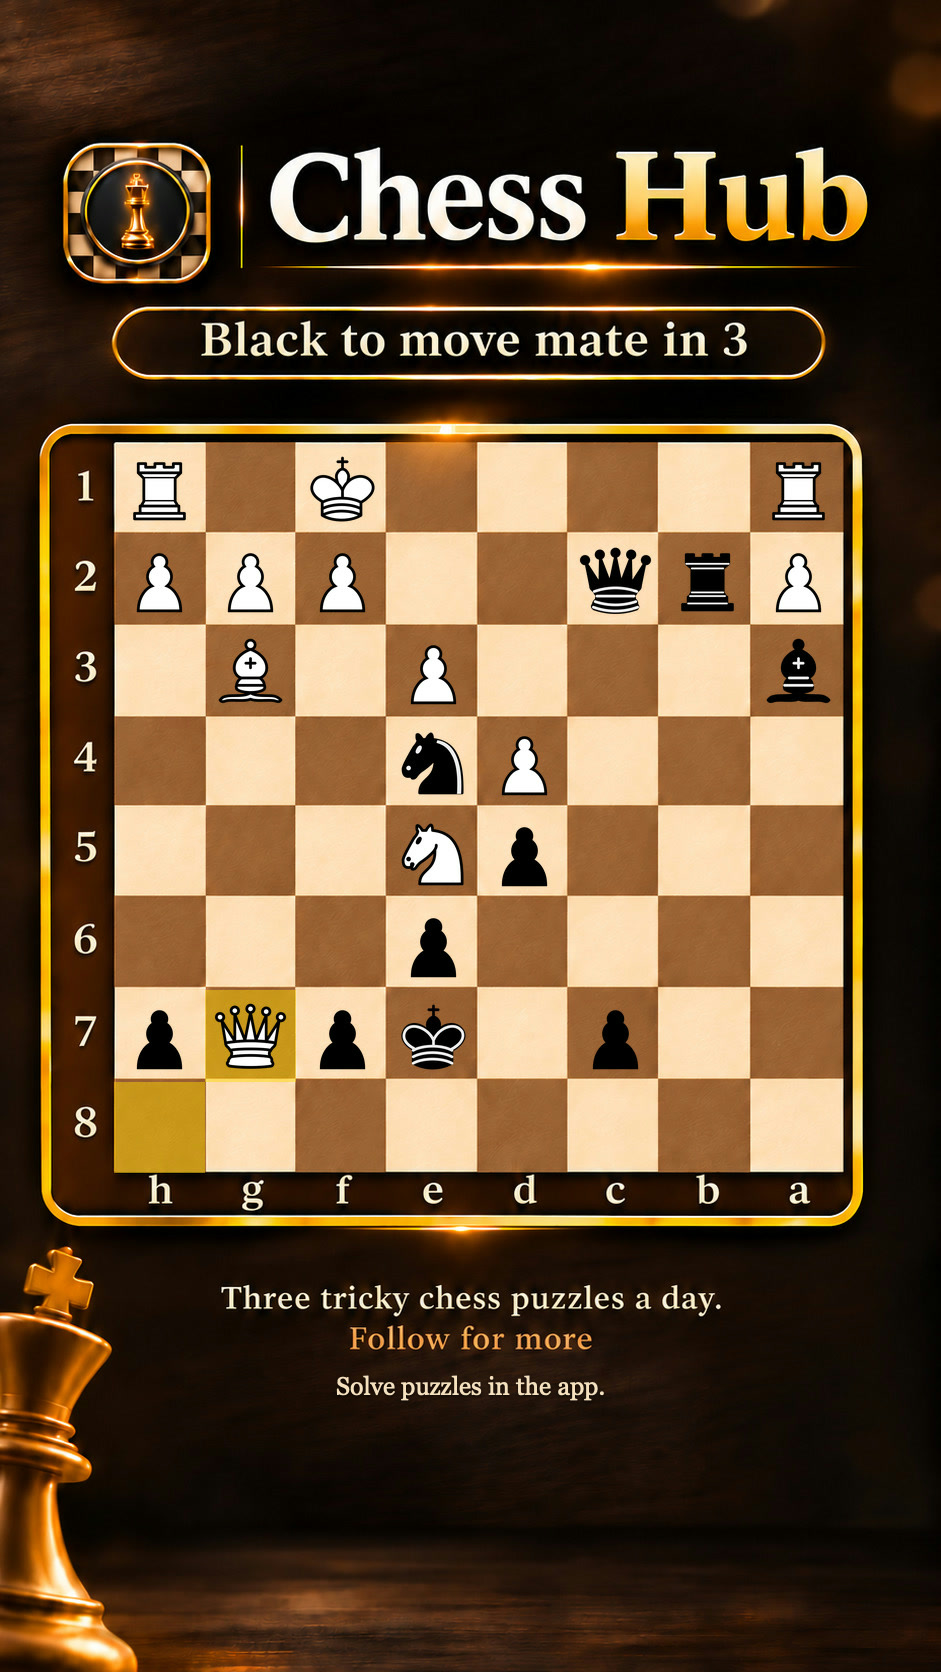 Chess Hub
Black to move mate in 3
1
2
3
4
5
6
7
8
h g f e d c b a
Three tricky chess puzzles a day.
Follow for more
Solve puzzles in the app.